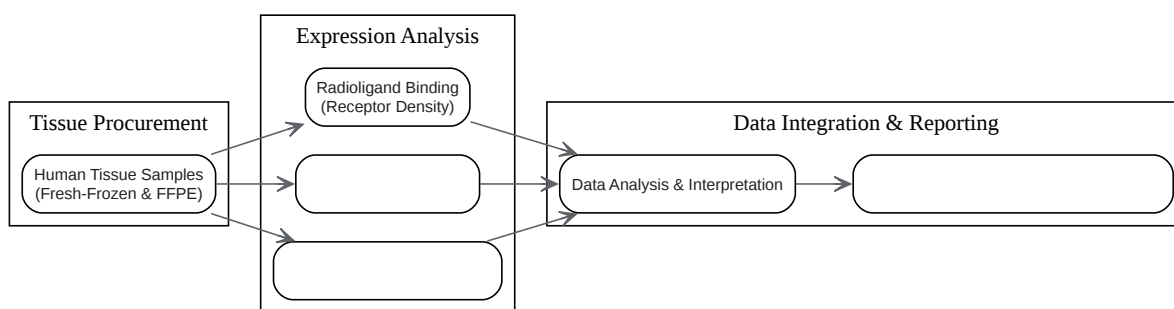 Expression Analysis
Radioligand Binding
(Receptor Density)
Tissue Procurement
Human Tissue Samples
(Fresh-Frozen & FFPE)
Data Integration & Reporting
Data Analysis & Interpretation